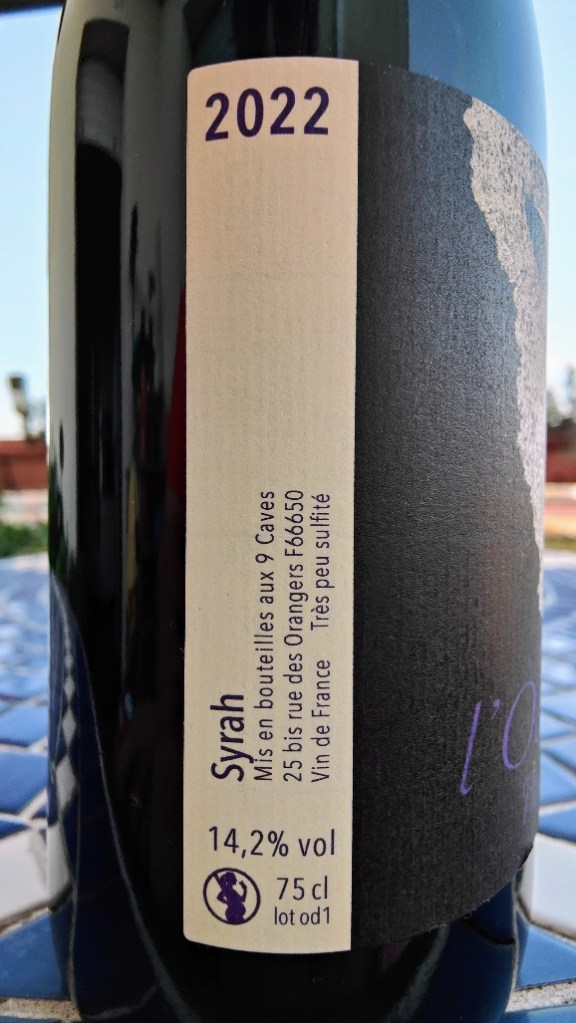 2022
Syrah
Mis en bouteilles aux 9 Caves
25 bis rue des Orangers F66650
Vin de France Très peu sulfité
14,2% vol
75 cl
lot od1